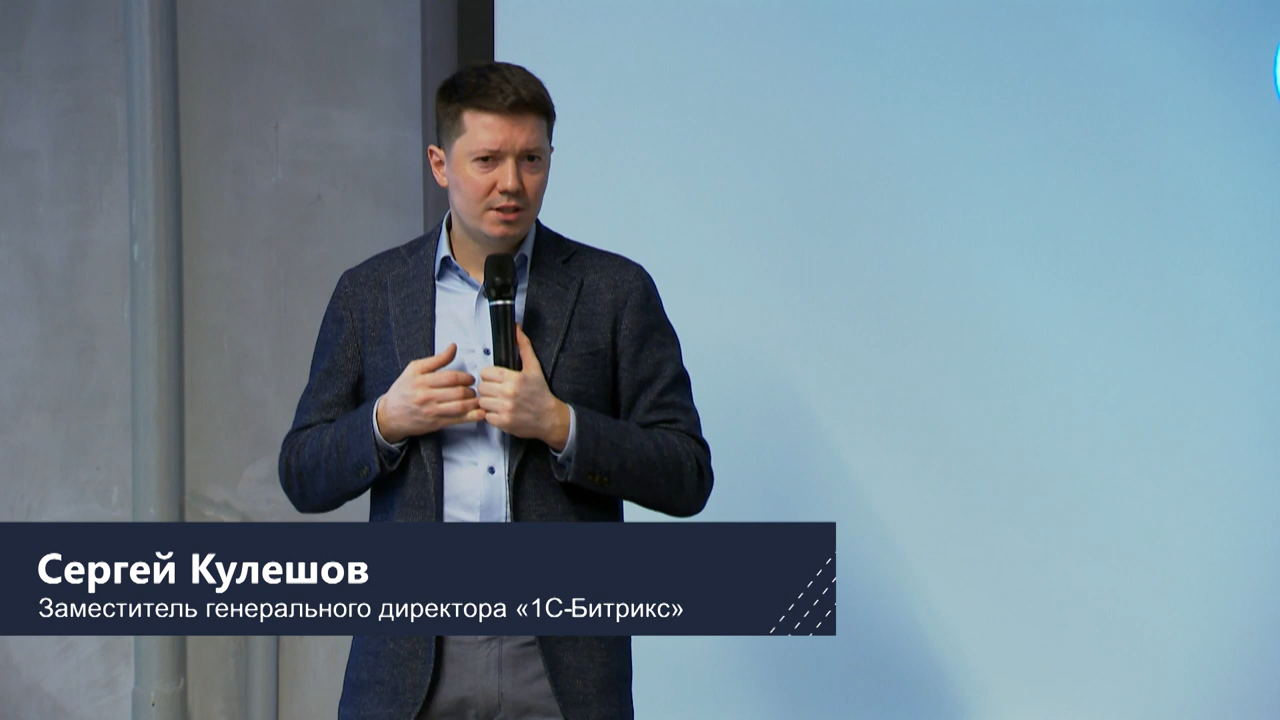 Сергей Кулешов
Заместитель генерального директора «1С-Битрикс»